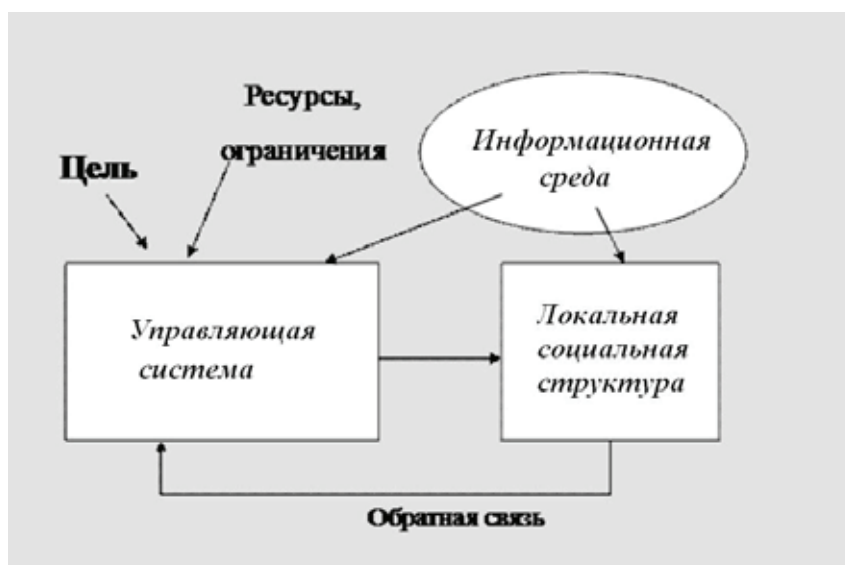 Ресурсы,
ограничения
Цель
Информационная
среда
Управляющая
система
Локальная
социальная
структура
Обратная связь